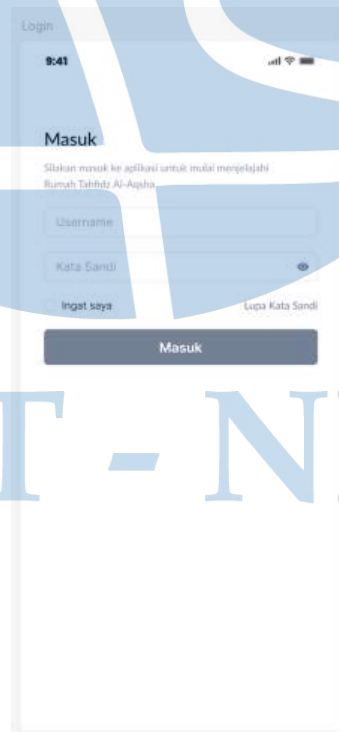 Login
9:41
Masuk
Silakan masuk ke aplikasi untuk mulai menjelajahi
Rumah Tahfidz Al-Aqsha
Username
Kata Sandi
Ingat saya
Lupa Kata Sandi
Masuk
T - N